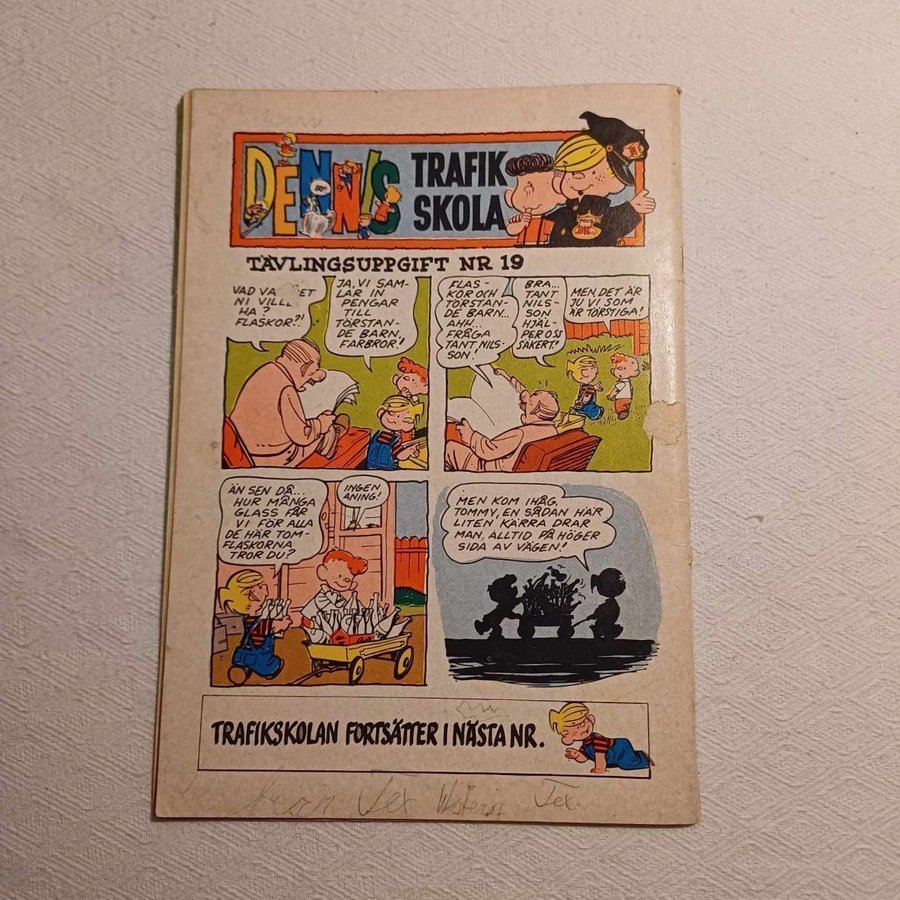 DENNIS TRAFIK
SKOLA
TÄVLINGSUPPGIFT NR 19
VAD VA ET
NI VILLE
HA?
FLASKOR?!
JA, VI SAM-
LAR IN
PENGAR
TILL
TÖRSTAN-
DE BARN,
FARBROR!
FLAS-
KOR OCH
TÖRSTAN-
DE BARN...
AHH...
FRÅGA
TANT NILS-
SON!
BRA...
TANT
NILS-
SON
HJÄL-
PER OSS
SÄKERT!
MEN DET ÄR
JU VI SOM
ÄR TÖRSTIGA!
ÄN SEN DÅ...
HUR MÅNGA
GLASS FÅR
VI FÖR ALLA
DE HÄR TOM-
FLASKORNA
TROR DU?
INGEN
ANING!
MEN KOM IHÅG,
TOMMY, EN SÅDAN HÄR
LITEN KÄRRA DRAR
MAN, ALLTID PÅ HÖGER
SIDA AV VÄGEN!
TRAFIKSKOLAN FORTSÄTTER I NÄSTA NR.
Tex Western Tex